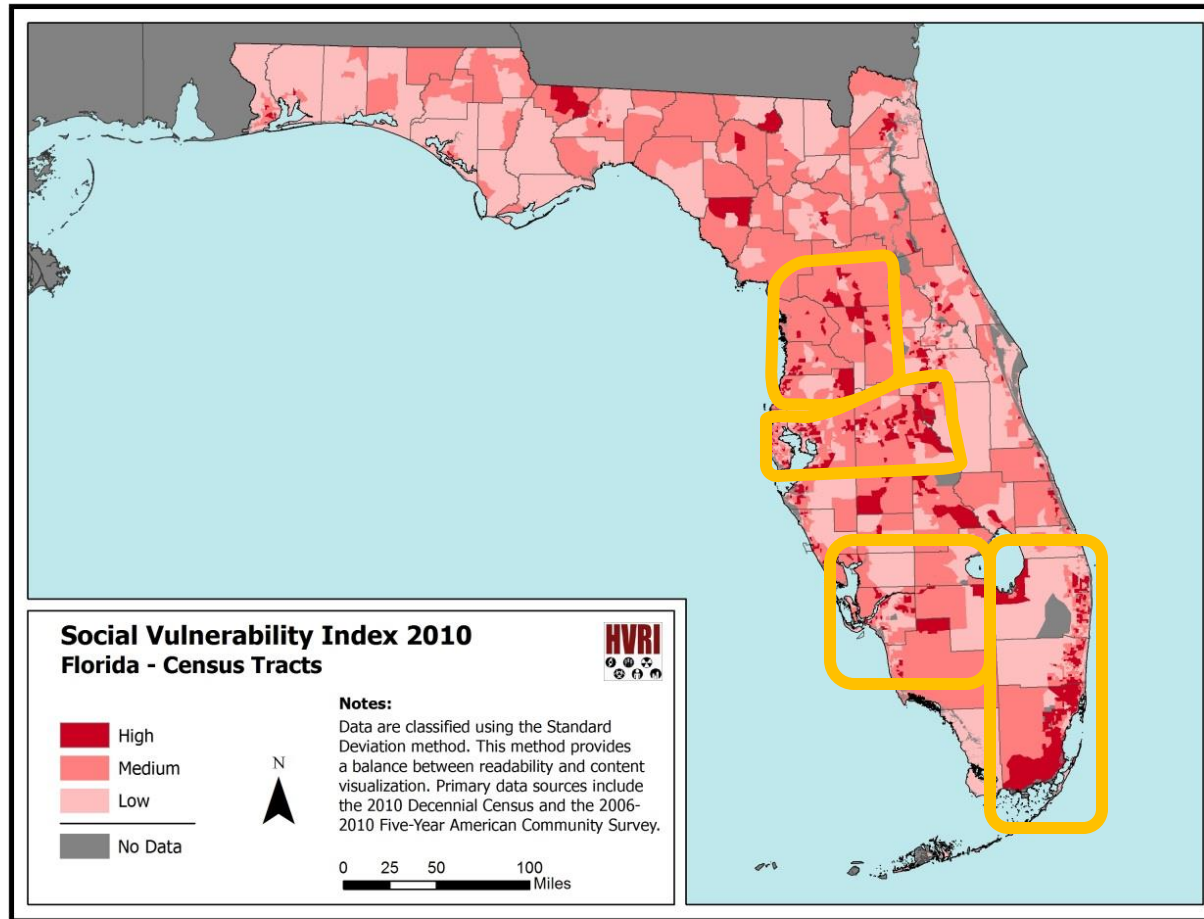 Social Vulnerability Index 2010
Florida - Census Tracts
HVRI
High
Medium
Low
No Data
N
Notes:
Data are classified using the Standard
Deviation method. This method provides
a balance between readability and content
visualization. Primary data sources include
the 2010 Decennial Census and the 2006-
2010 Five-Year American Community Survey.
0 25 50 100
Miles